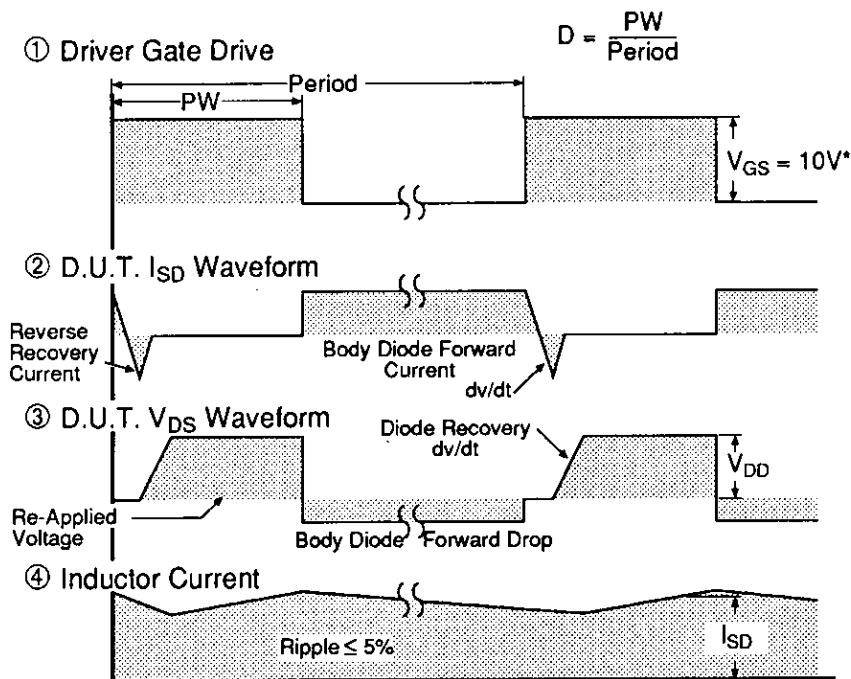 ① Driver Gate Drive
D = PW
Period
Period
PW
VGS = 10V*
② D.U.T. ISD Waveform
Reverse
Recovery
Current
Body Diode Forward
Current
dv/dt
③ D.U.T. VDS Waveform
Diode Recovery
dv/dt
VDD
Re-Applied
Voltage
Body Diode Forward Drop
④ Inductor Current
Ripple ≤ 5%
ISD